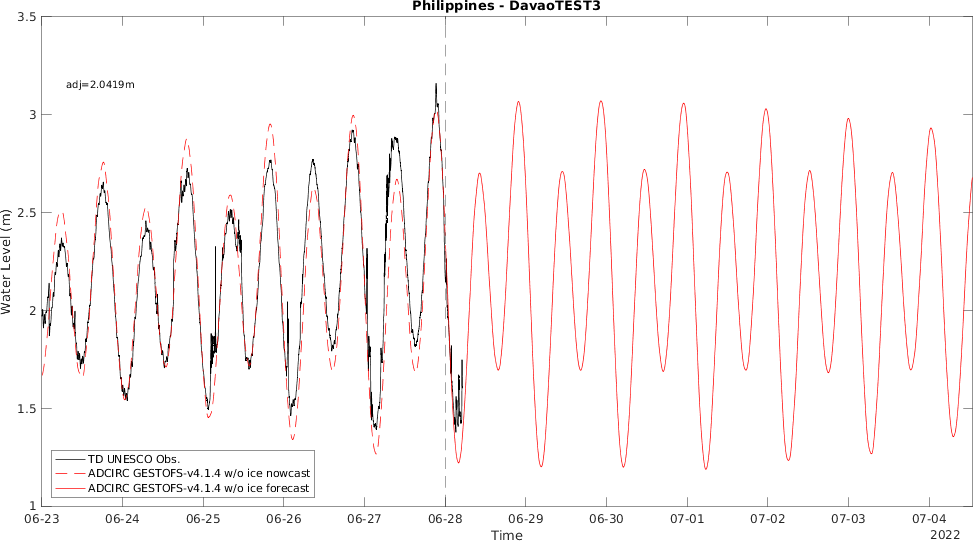 Philippines - DavaoTEST3
3.5
adj=2.0419m
3
2.5
Water Level (m)
2
1.5
TD UNESCO Obs.
ADCIRC GESTOFS-v4.1.4 w/o ice nowcast
ADCIRC GESTOFS-v4.1.4 w/o ice forecast
1
06-23 06-24 06-25 06-26 06-27 06-28 06-29 06-30 07-01 07-02 07-03 07-04
Time 2022